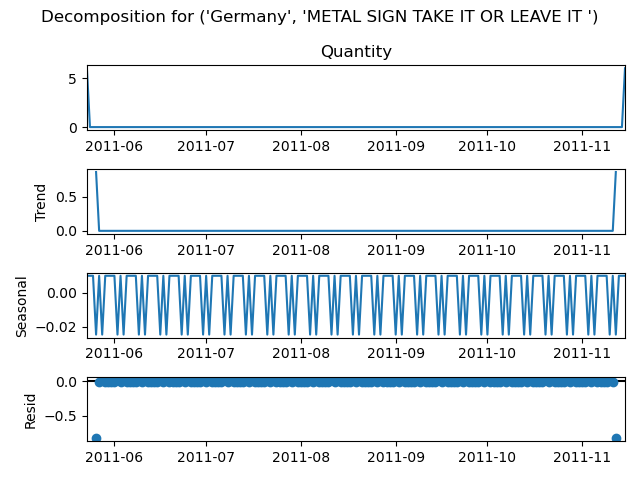 Decomposition for ('Germany', 'METAL SIGN TAKE IT OR LEAVE IT ')
Quantity
5
0
2011-06 2011-07 2011-08 2011-09 2011-10 2011-11
Trend
0.5
0.0
2011-06 2011-07 2011-08 2011-09 2011-10 2011-11
Seasonal
0.00
−0.02
2011-06 2011-07 2011-08 2011-09 2011-10 2011-11
Resid
0.0
−0.5
2011-06 2011-07 2011-08 2011-09 2011-10 2011-11